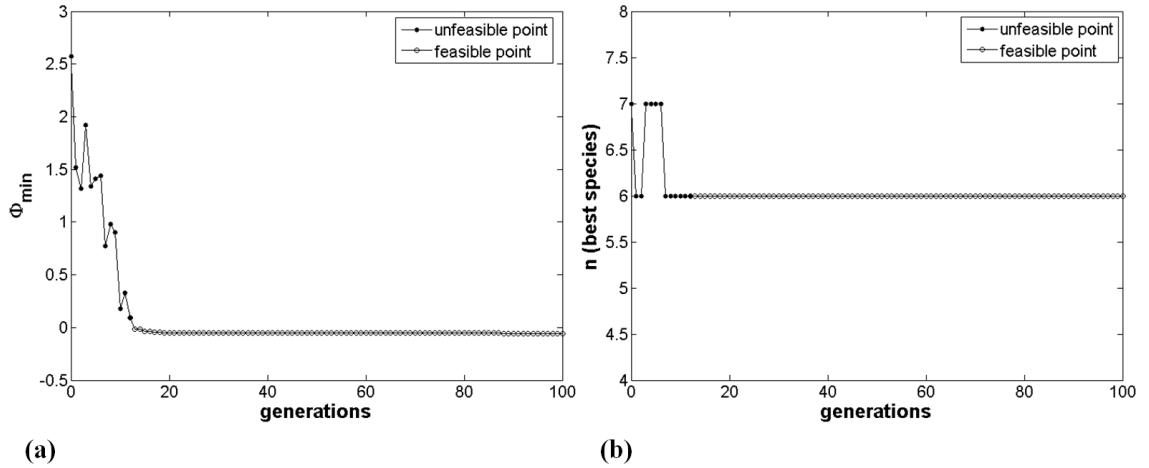 3
2.5
2
1.5
1
0.5
0
-0.5
Φmin
0 20 40 60 80 100
generations
unfeasible point
feasible point
(a)
8
7.5
7
6.5
6
5.5
5
4.5
4
n (best species)
0 20 40 60 80 100
generations
unfeasible point
feasible point
(b)